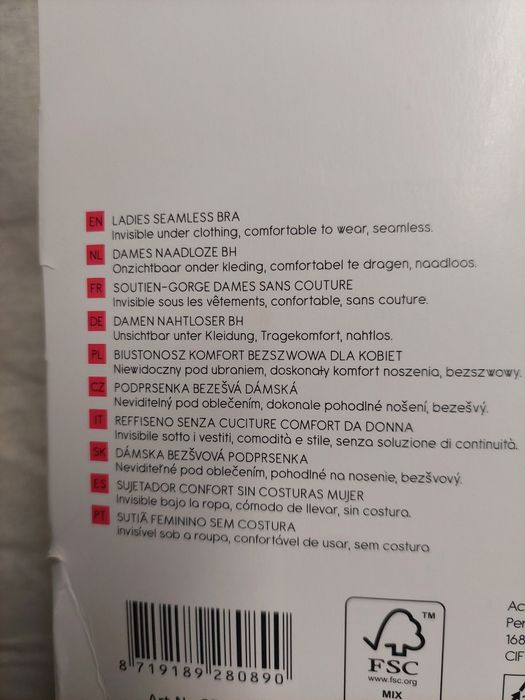 EN LADIES SEAMLESS BRA
Invisible under clothing, comfortable to wear, seamless.
NL DAMES NAADLOZE BH
Onzichtbaar onder kleding, comfortabel te dragen, naadloos.
FR SOUTIEN-GORGE DAMES SANS COUTURE
Invisible sous les vêtements, confortable, sans couture.
DE DAMEN NAHTLOSER BH
Unsichtbar unter Kleidung, Tragekomfort, nahtlos.
PL BIUSTONOSZ KOMFORT BEZSZWOWA DLA KOBIET
Niewidoczny pod ubraniem, doskonały komfort noszenia, bezszwowy.
CZ PODPRSENKA BEZEŠVÁ DÁMSKÁ
Neviditelný pod oblečením, dokonale pohodlné nošení, bezešvý.
IT REFFISENO SENZA CUCITURE COMFORT DA DONNA
Invisibile sotto i vestiti, comodità e stile, senza soluzione di continuità.
SK DÁMSKA BEZŠVOVÁ PODPRSENKA
Neviditeľné pod oblečením, pohodlné na nosenie, bezšvový.
ES SUJETADOR CONFORT SIN COSTURAS MUJER
Invisible bajo la ropa, cómodo de llevar, sin costura.
PT SUTIÃ FEMININO SEM COSTURA
invisível sob a roupa, confortável de usar, sem costura
8 719189 280890
TM
FSC
www.fsc.org
MIX
Ac
Per
168
CIF